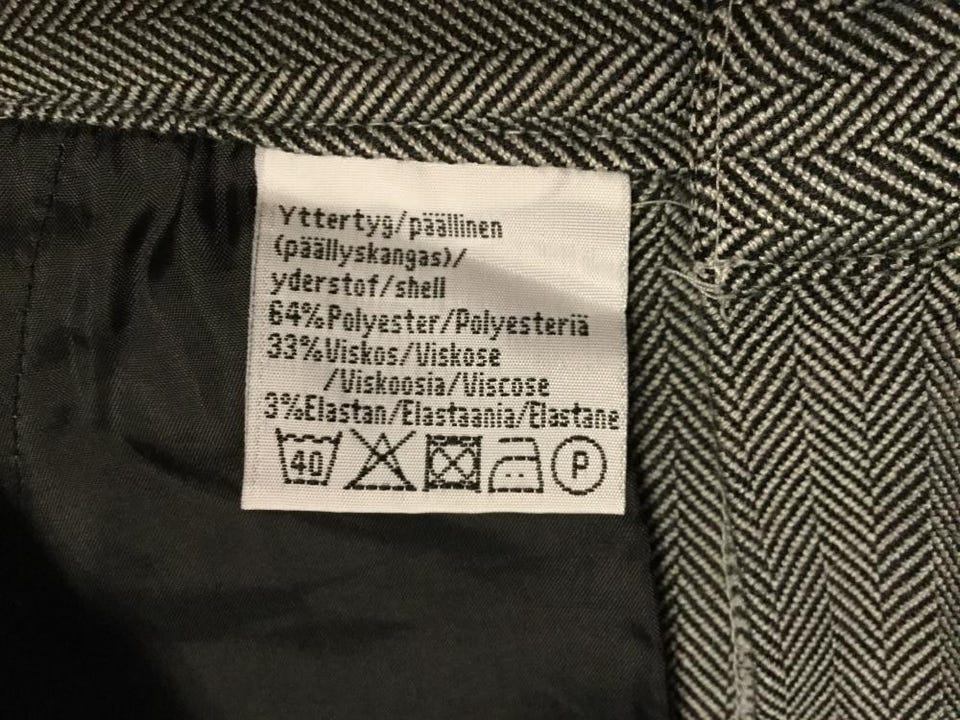 Yttertyg/päällinen
(päällyskangas)/
yderstof/shell
64%Polyester/Polyesteriä
33%Viskos/Viskose
/Viskoosia/Viscose
3%Elastan/Elastaania/Elastane
40 P